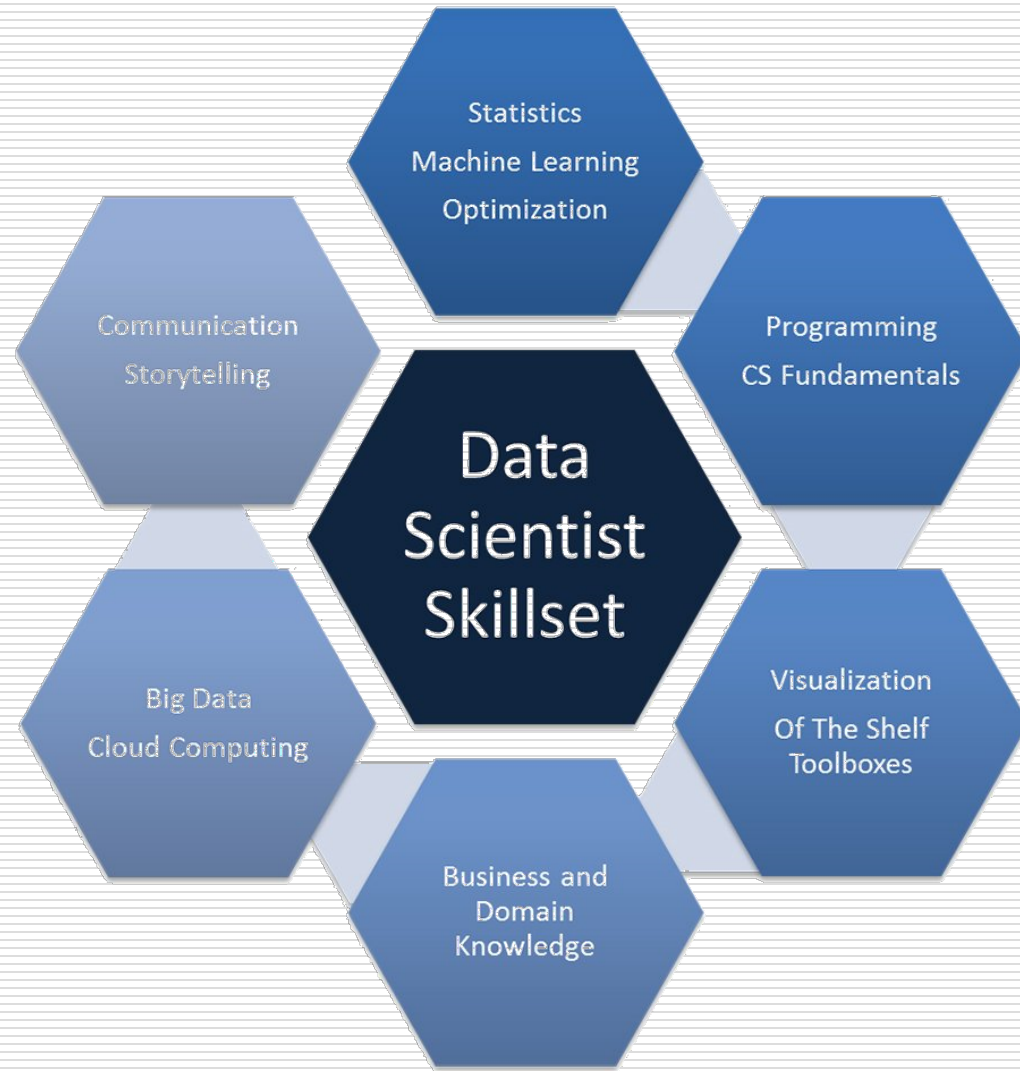 Statistics
Machine Learning
Optimization
Programming
CS Fundamentals
Visualization
Of The Shelf
Toolboxes
Business and
Domain
Knowledge
Big Data
Cloud Computing
Communication
Storytelling
Data
Scientist
Skillset